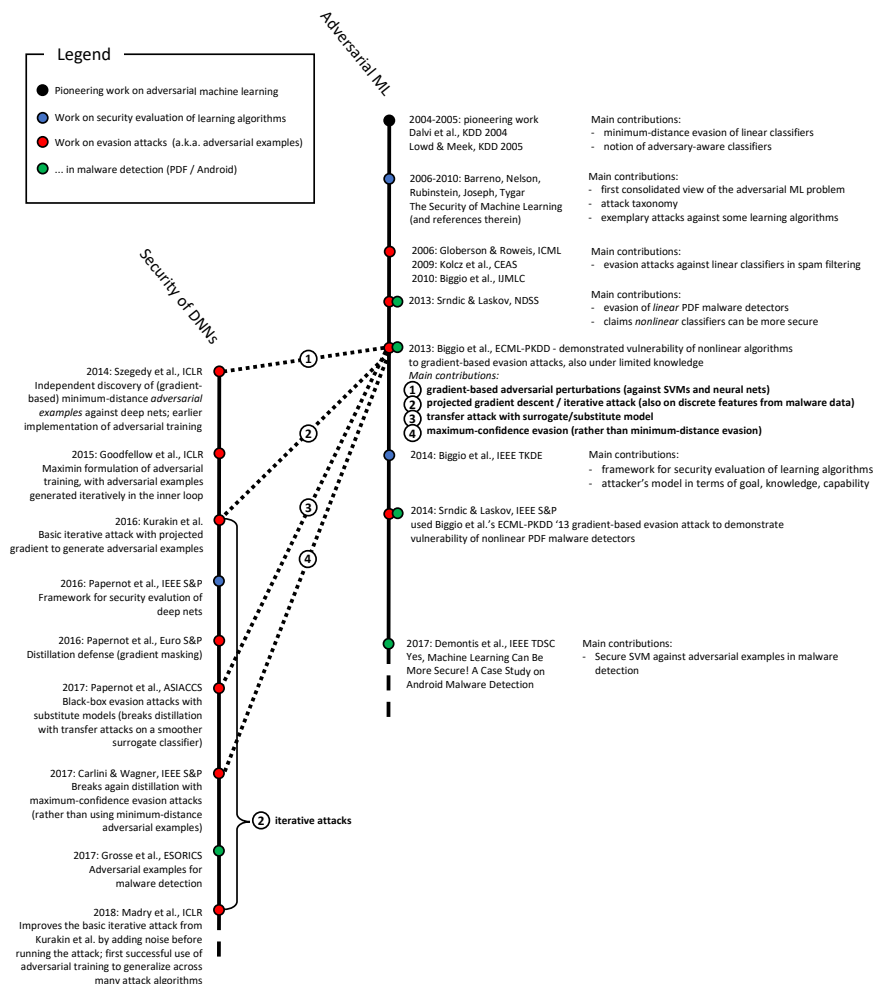 Adversarial ML
Legend
Pioneering work on adversarial machine learning
Work on security evaluation of learning algorithms
Work on evasion attacks (a.k.a. adversarial examples)
... in malware detection (PDF / Android)
2004-2005: pioneering work
Dalvi et al., KDD 2004
Lowd & Meek, KDD 2005
Main contributions:
- minimum-distance evasion of linear classifiers
- notion of adversary-aware classifiers
2006-2010: Barreno, Nelson,
Rubinstein, Joseph, Tygar
The Security of Machine Learning
(and references therein)
Main contributions:
- first consolidated view of the adversarial ML problem
- attack taxonomy
- exemplary attacks against some learning algorithms
2006: Globerson & Roweis, ICML
2009: Kolcz et al., CEAS
2010: Biggio et al., IJMLC
Main contributions:
- evasion attacks against linear classifiers in spam filtering
2013: Srndic & Laskov, NDSS
Main contributions:
- evasion of linear PDF malware detectors
- claims nonlinear classifiers can be more secure
2013: Biggio et al., ECML-PKDD - demonstrated vulnerability of nonlinear algorithms
to gradient-based evasion attacks, also under limited knowledge
Main contributions:
1 gradient-based adversarial perturbations (against SVMs and neural nets)
2 projected gradient descent / iterative attack (also on discrete features from malware data)
3 transfer attack with surrogate/substitute model
4 maximum-confidence evasion (rather than minimum-distance evasion)
2014: Biggio et al., IEEE TKDE
Main contributions:
- framework for security evaluation of learning algorithms
- attacker's model in terms of goal, knowledge, capability
2014: Srndic & Laskov, IEEE S&P
used Biggio et al.'s ECML-PKDD '13 gradient-based evasion attack to demonstrate
vulnerability of nonlinear PDF malware detectors
2017: Demontis et al., IEEE TDSC
Yes, Machine Learning Can Be
More Secure! A Case Study on
Android Malware Detection
Main contributions:
- Secure SVM against adversarial examples in malware
detection
Security of DNNs
1
2
3
4
2014: Szegedy et al., ICLR
Independent discovery of (gradient-
based) minimum-distance adversarial
examples against deep nets; earlier
implementation of adversarial training
2015: Goodfellow et al., ICLR
Maximin formulation of adversarial
training, with adversarial examples
generated iteratively in the inner loop
2016: Kurakin et al.
Basic iterative attack with projected
gradient to generate adversarial examples
2016: Papernot et al., IEEE S&P
Framework for security evalution of
deep nets
2016: Papernot et al., Euro S&P
Distillation defense (gradient masking)
2017: Papernot et al., ASIACCS
Black-box evasion attacks with
substitute models (breaks distillation
with transfer attacks on a smoother
surrogate classifier)
2017: Carlini & Wagner, IEEE S&P
Breaks again distillation with
maximum-confidence evasion attacks
(rather than using minimum-distance
adversarial examples)
2 iterative attacks
2017: Grosse et al., ESORICS
Adversarial examples for
malware detection
2018: Madry et al., ICLR
Improves the basic iterative attack from
Kurakin et al. by adding noise before
running the attack; first successful use of
adversarial training to generalize across
many attack algorithms